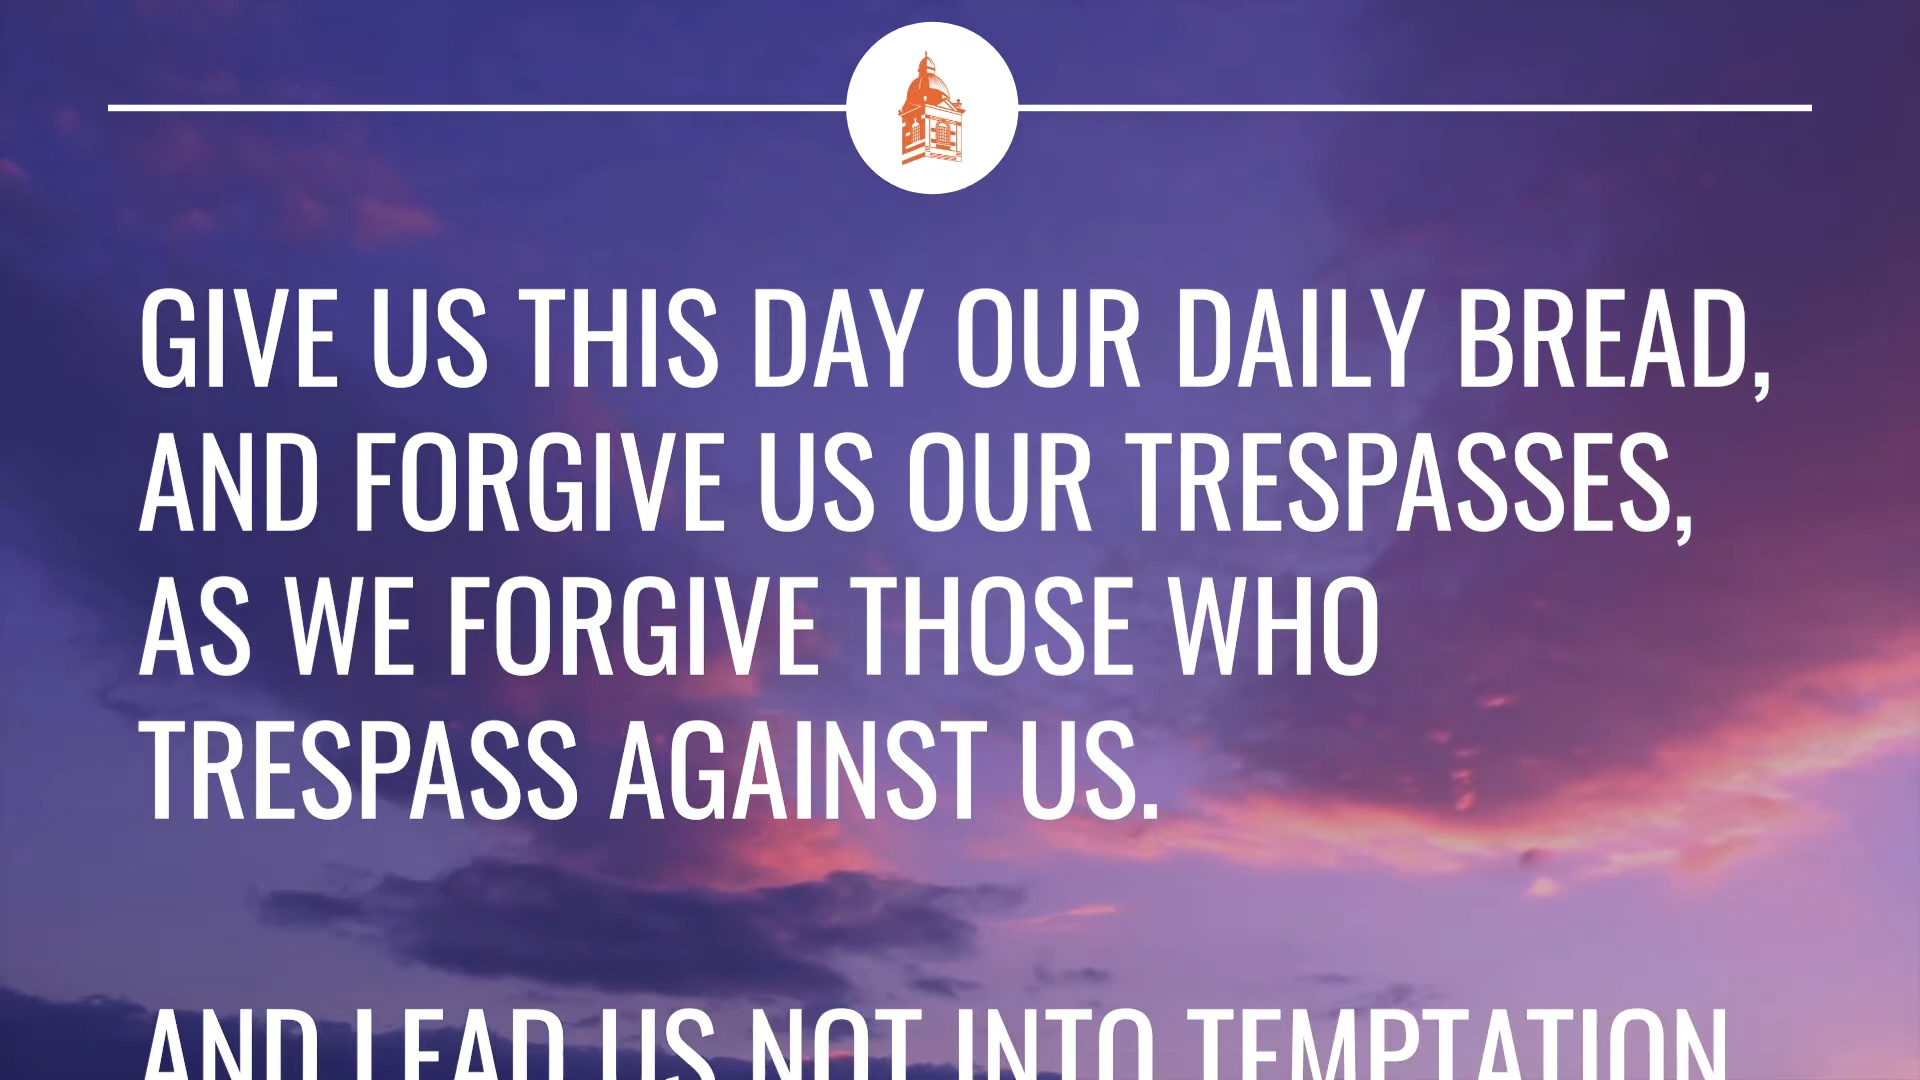 GIVE US THIS DAY OUR DAILY BREAD,
AND FORGIVE US OUR TRESPASSES,
AS WE FORGIVE THOSE WHO
TRESPASS AGAINST US.
AND LEAD US NOT INTO TEMPTATION